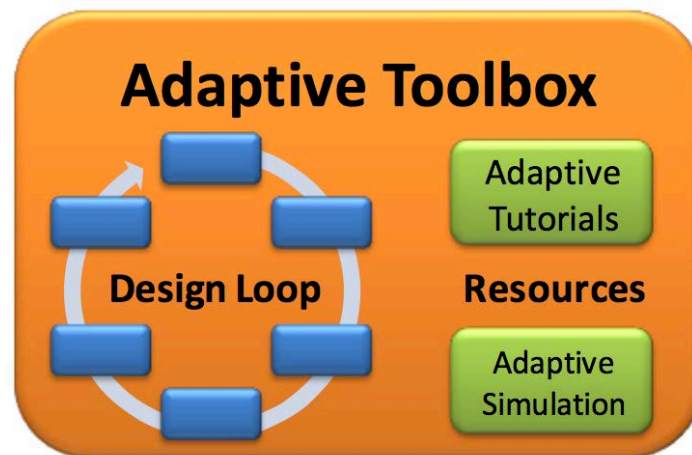 Adaptive Toolbox
Design Loop
Adaptive
Tutorials
Resources
Adaptive
Simulation